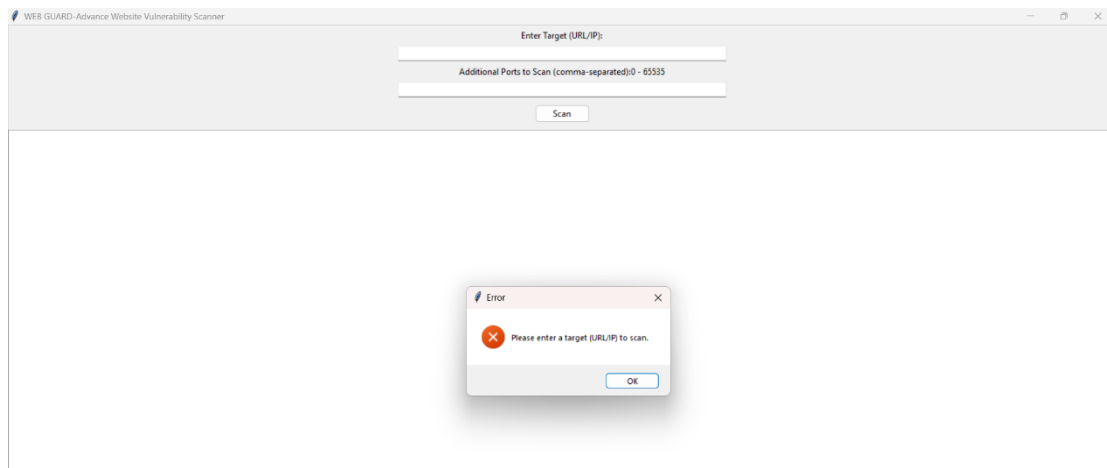 WEB GUARD-Advance Website Vulnerability Scanner
Enter Target (URL/IP):
Additional Ports to Scan (comma-separated):0 - 65535
Scan
Error
Please enter a target (URL/IP) to scan.
OK